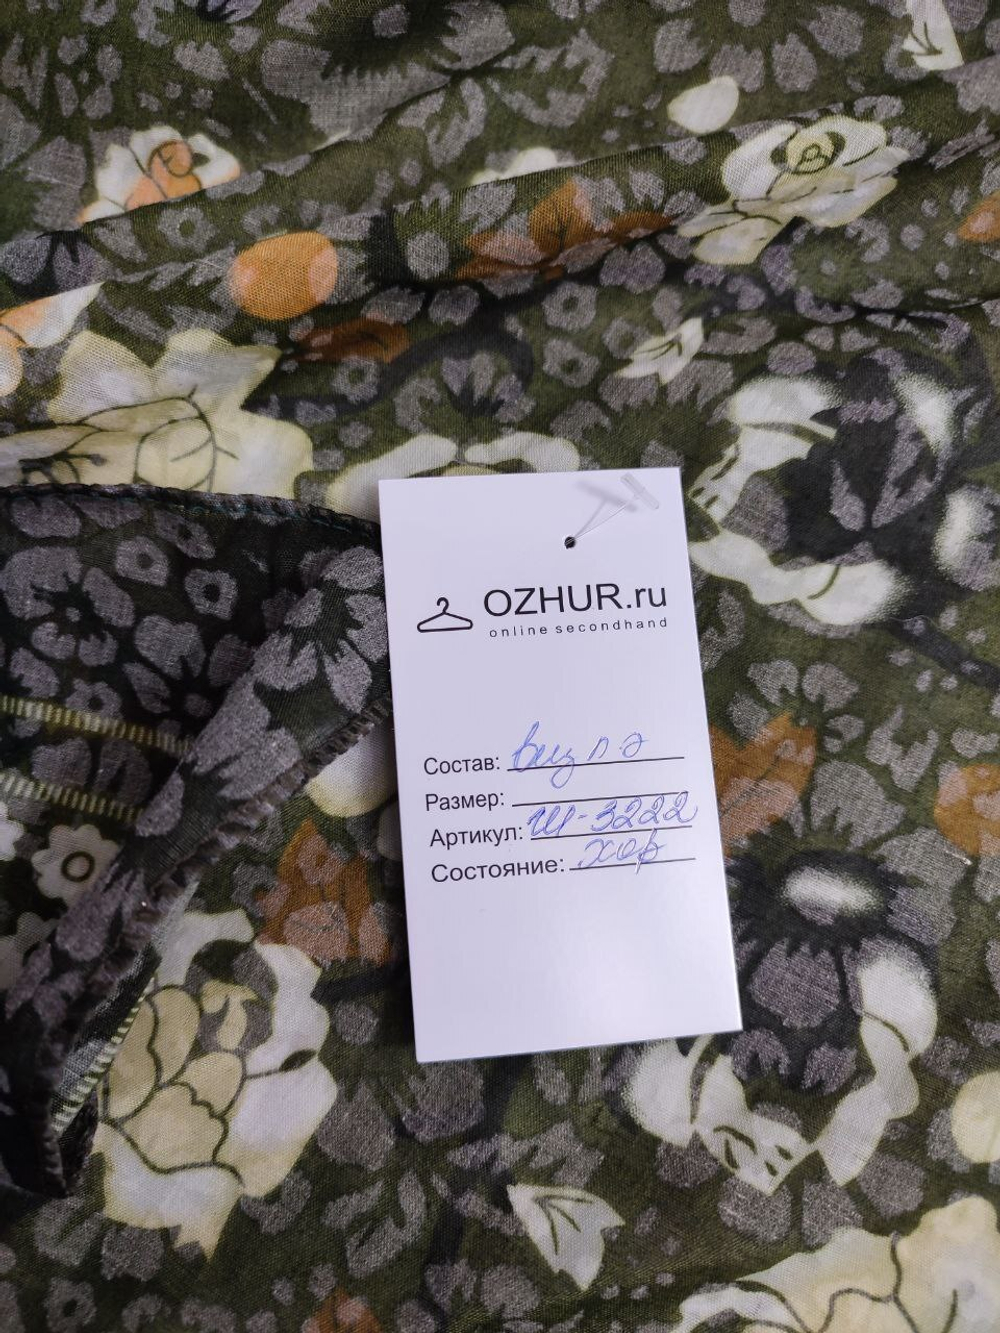 OZHUR.ru
online secondhand
Состав: виз п-э
Размер:
Артикул: Ш-3222
Состояние: хор